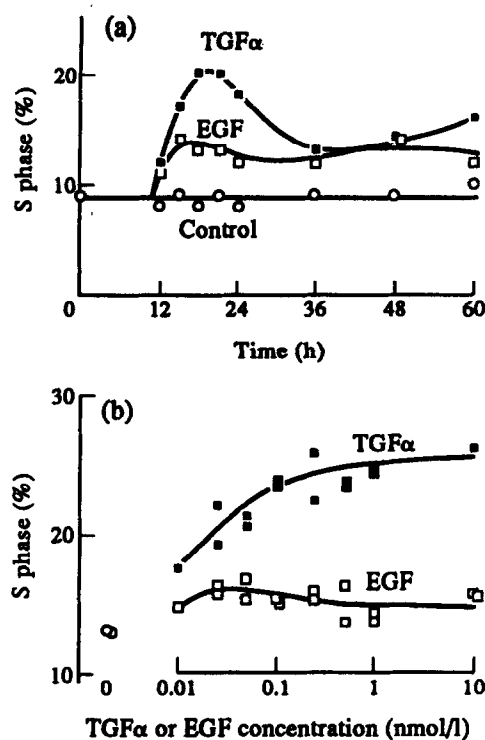 (a)
TGFα
20
EGF
10
Control
S phase (%)
0 12 24 36 48 60
Time (h)
30
(b)
TGFα
20
EGF
10
S phase (%)
0 0.01 0.1 1 10
TGFα or EGF concentration (nmol/l)